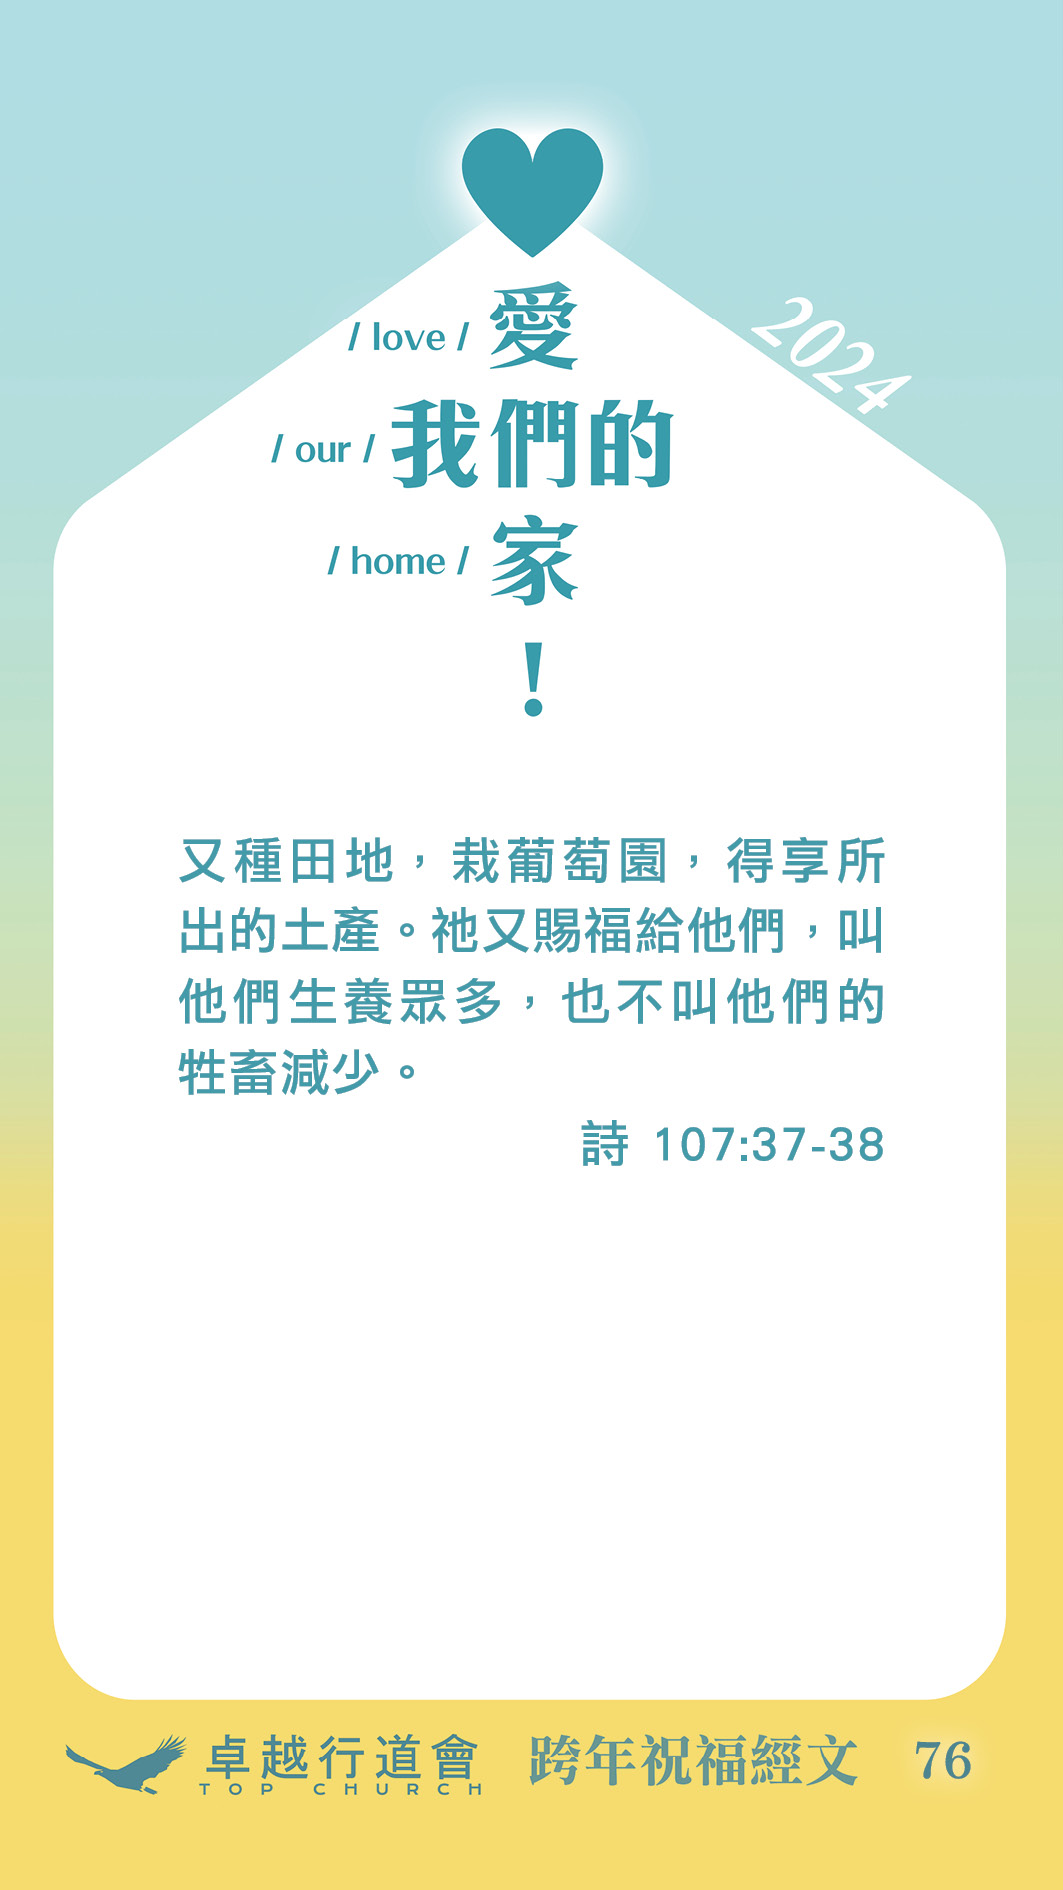 / love / 愛
2024
/ our / 我們的
/ home / 家
!
又種田地，栽葡萄園，得享所
出的土產。祂又賜福給他們，叫
他們生養眾多，也不叫他們的
牲畜減少。
詩 107:37-38
卓越行道會 跨年祝福經文 76
TOP CHURCH